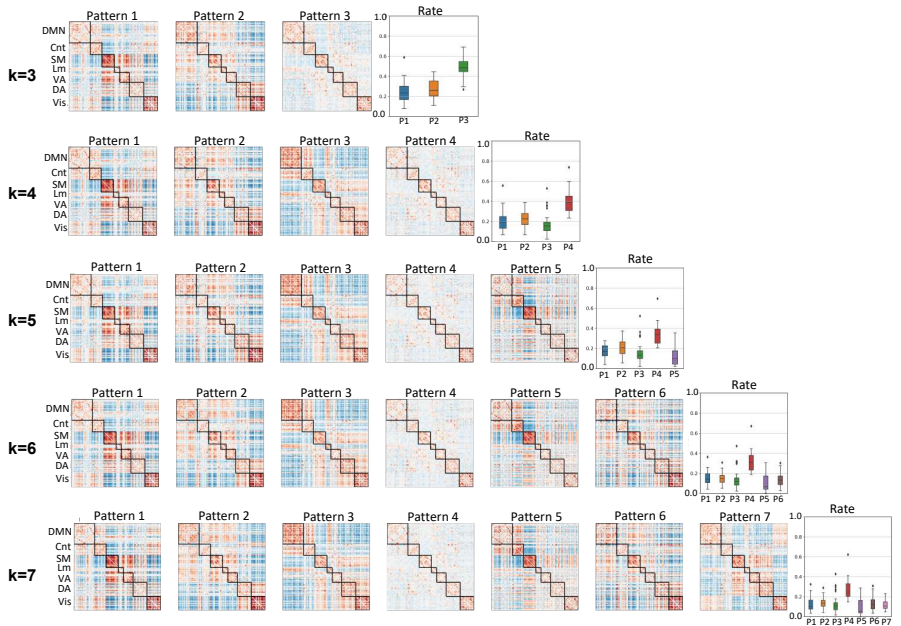 Pattern 1 Pattern 2 Pattern 3 Rate
k=3
DMN
Cnt
SM
Lm
VA
DA
Vis
1.0
0.8
0.6
0.4
0.2
0.0
P1 P2 P3
Pattern 1 Pattern 2 Pattern 3 Pattern 4 Rate
k=4
DMN
Cnt
SM
Lm
VA
DA
Vis
1.0
0.8
0.6
0.4
0.2
0.0
P1 P2 P3 P4
Pattern 1 Pattern 2 Pattern 3 Pattern 4 Pattern 5 Rate
k=5
DMN
Cnt
SM
Lm
VA
DA
Vis
1.0
0.8
0.6
0.4
0.2
0.0
P1 P2 P3 P4 P5
Pattern 1 Pattern 2 Pattern 3 Pattern 4 Pattern 5 Pattern 6 Rate
k=6
DMN
Cnt
SM
Lm
VA
DA
Vis
1.0
0.8
0.6
0.4
0.2
0.0
P1 P2 P3 P4 P5 P6
Pattern 1 Pattern 2 Pattern 3 Pattern 4 Pattern 5 Pattern 6 Pattern 7 Rate
k=7
DMN
Cnt
SM
Lm
VA
DA
Vis
1.0
0.8
0.6
0.4
0.2
0.0
P1 P2 P3 P4 P5 P6 P7